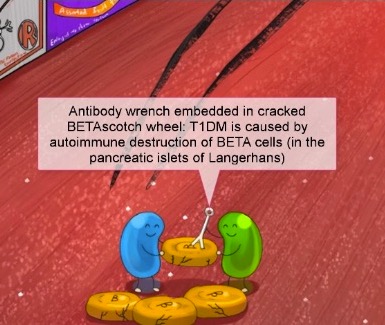 R
Antibody wrench embedded in cracked
BETAscotch wheel: T1DM is caused by
autoimmune destruction of BETA cells (in the
pancreatic islets of Langerhans)
B